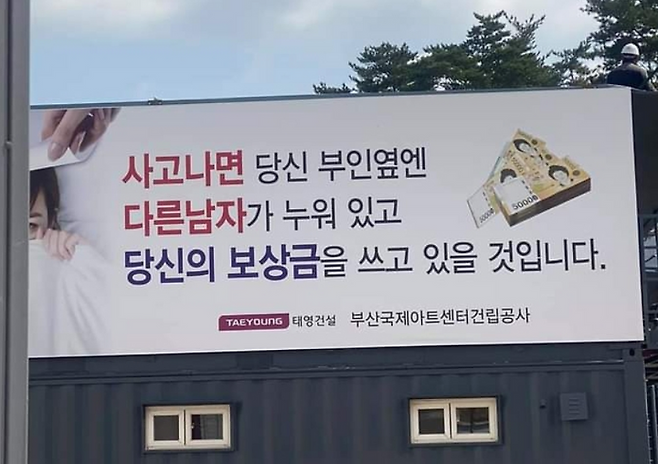 사고나면 당신 부인옆엔
다른남자가 누워 있고
당신의 보상금을 쓰고 있을 것입니다.
TAEYOUNG 태영건설 부산국제아트센터건립공사
50000
50000